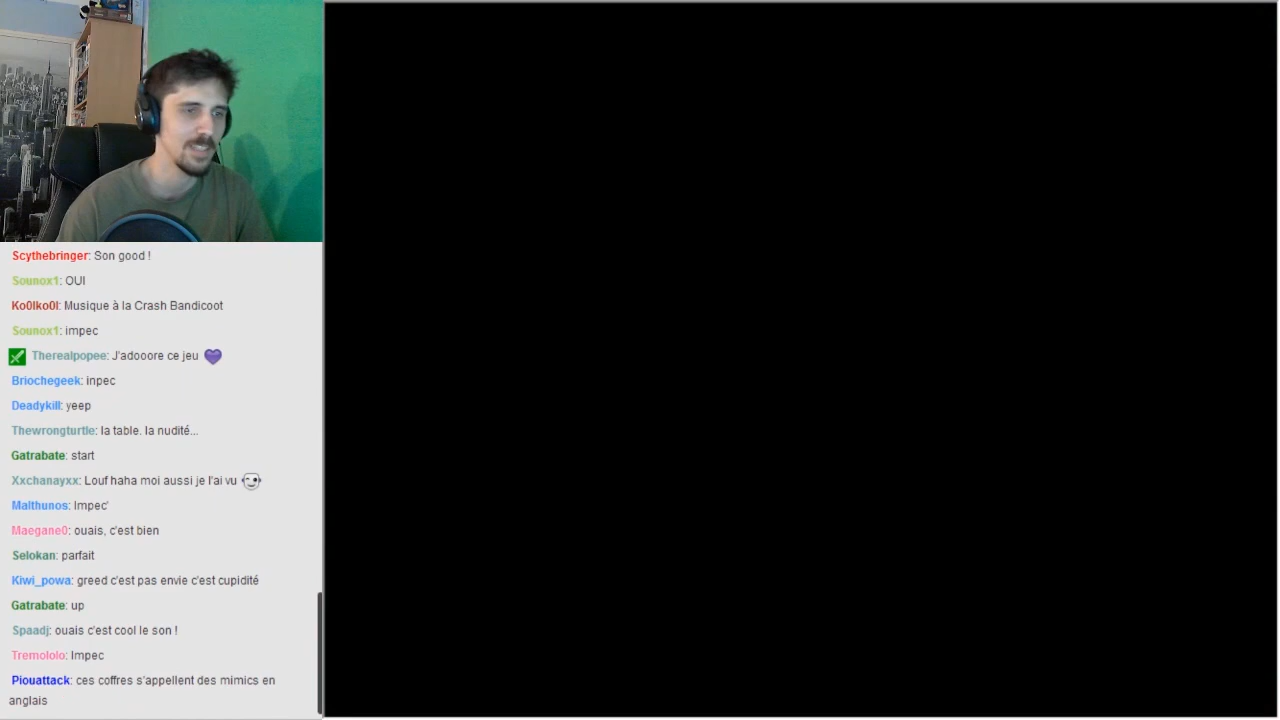 Scythebringer: Son good !
Sounox1: OUI
Ko0lko0l: Musique à la Crash Bandicoot
Sounox1: impec
Therealpopee: J'adooore ce jeu
Briochegeek: inpec
Deadykill: yeep
Thewrongturtle: la table. la nudité...
Gatrabate: start
Xxchanayxx: Louf haha moi aussi je l'ai vu
Malthunos: Impec'
Maegane0: ouais, c'est bien
Selokan: parfait
Kiwi_powa: greed c'est pas envie c'est cupidité
Gatrabate: up
Spaadj: ouais c'est cool le son !
Tremololo: Impec
Piouattack: ces coffres s'appellent des mimics en
anglais